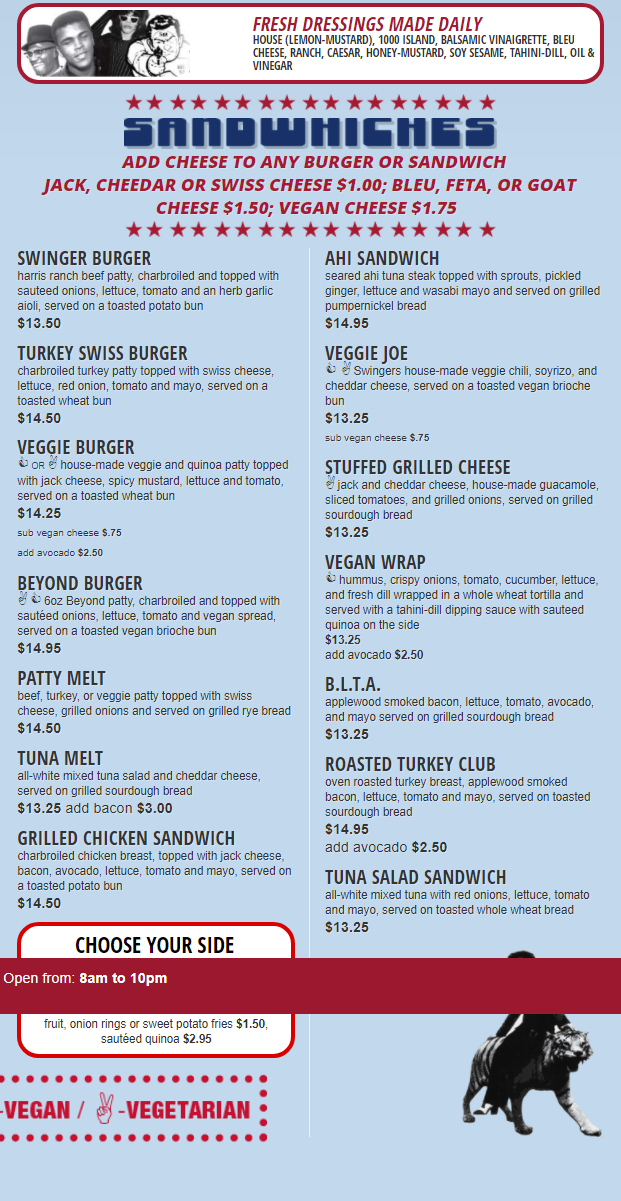 FRESH DRESSINGS MADE DAILY
HOUSE (LEMON-MUSTARD), 1000 ISLAND, BALSAMIC VINAIGRETTE, BLEU
CHEESE, RANCH, CAESAR, HONEY-MUSTARD, SOY SESAME, TAHINI-DILL, OIL &
VINEGAR
SANDWHICHES
ADD CHEESE TO ANY BURGER OR SANDWICH
JACK, CHEEDAR OR SWISS CHEESE $1.00; BLEU, FETA, OR GOAT
CHEESE $1.50; VEGAN CHEESE $1.75
SWINGER BURGER
harris ranch beef patty, charbroiled and topped with
sauteed onions, lettuce, tomato and an herb garlic
aioli, served on a toasted potato bun
$13.50
TURKEY SWISS BURGER
charbroiled turkey patty topped with swiss cheese,
lettuce, red onion, tomato and mayo, served on a
toasted wheat bun
$14.50
VEGGIE BURGER
OR house-made veggie and quinoa patty topped
with jack cheese, spicy mustard, lettuce and tomato,
served on a toasted wheat bun
$14.25
sub vegan cheese $.75
add avocado $2.50
BEYOND BURGER
6oz Beyond patty, charbroiled and topped with
sautéed onions, lettuce, tomato and vegan spread,
served on a toasted vegan brioche bun
$14.95
PATTY MELT
beef, turkey, or veggie patty topped with swiss
cheese, grilled onions and served on grilled rye bread
$14.50
TUNA MELT
all-white mixed tuna salad and cheddar cheese,
served on grilled sourdough bread
$13.25 add bacon $3.00
GRILLED CHICKEN SANDWICH
charbroiled chicken breast, topped with jack cheese,
bacon, avocado, lettuce, tomato and mayo, served on
a toasted potato bun
$14.50
CHOOSE YOUR SIDE
Open from: 8am to 10pm
fruit, onion rings or sweet potato fries $1.50,
sautéed quinoa $2.95
-VEGAN / -VEGETARIAN
AHI SANDWICH
seared ahi tuna steak topped with sprouts, pickled
ginger, lettuce and wasabi mayo and served on grilled
pumpernickel bread
$14.95
VEGGIE JOE
Swingers house-made veggie chili, soyrizo, and
cheddar cheese, served on a toasted vegan brioche
bun
$13.25
sub vegan cheese $.75
STUFFED GRILLED CHEESE
jack and cheddar cheese, house-made guacamole,
sliced tomatoes, and grilled onions, served on grilled
sourdough bread
$13.25
VEGAN WRAP
hummus, crispy onions, tomato, cucumber, lettuce,
and fresh dill wrapped in a whole wheat tortilla and
served with a tahini-dill dipping sauce with sauteed
quinoa on the side
$13.25
add avocado $2.50
B.L.T.A.
applewood smoked bacon, lettuce, tomato, avocado,
and mayo served on grilled sourdough bread
$13.25
ROASTED TURKEY CLUB
oven roasted turkey breast, applewood smoked
bacon, lettuce, tomato and mayo, served on toasted
sourdough bread
$14.95
add avocado $2.50
TUNA SALAD SANDWICH
all-white mixed tuna with red onions, lettuce, tomato
and mayo, served on toasted whole wheat bread
$13.25